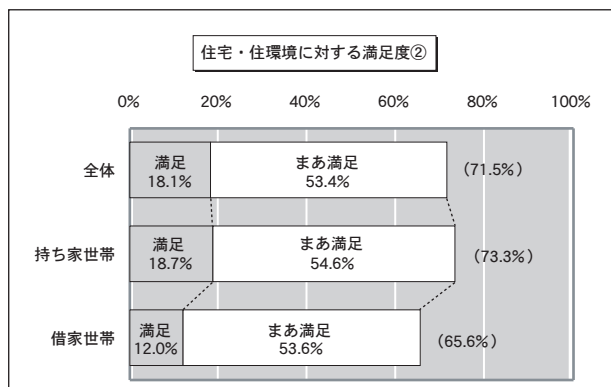 住宅・住環境に対する満足度②
0% 20% 40% 60% 80% 100%
全体
満足
18.1%
まあ満足
53.4%
（71.5%）
持ち家世帯
満足
18.7%
まあ満足
54.6%
（73.3%）
借家世帯
満足
12.0%
まあ満足
53.6%
（65.6%）